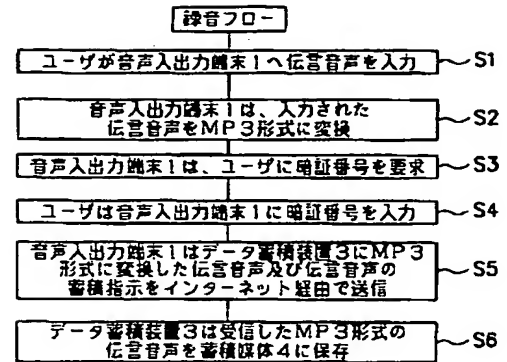 録音フロー
ユーザが音声入出力端末1へ伝言音声を入力
S1
音声入出力端末1は、入力された
伝言音声をMP3形式に変換
S2
音声入出力端末1は、ユーザに暗証番号を要求
S3
ユーザは音声入出力端末1に暗証番号を入力
S4
音声入出力端末1はデータ蓄積装置3にMP3
形式に変換した伝言音声及び伝言音声の
蓄積指示をインターネット経由で送信
S5
データ蓄積装置3は受信したMP3形式の
伝言音声を蓄積媒体4に保存
S6